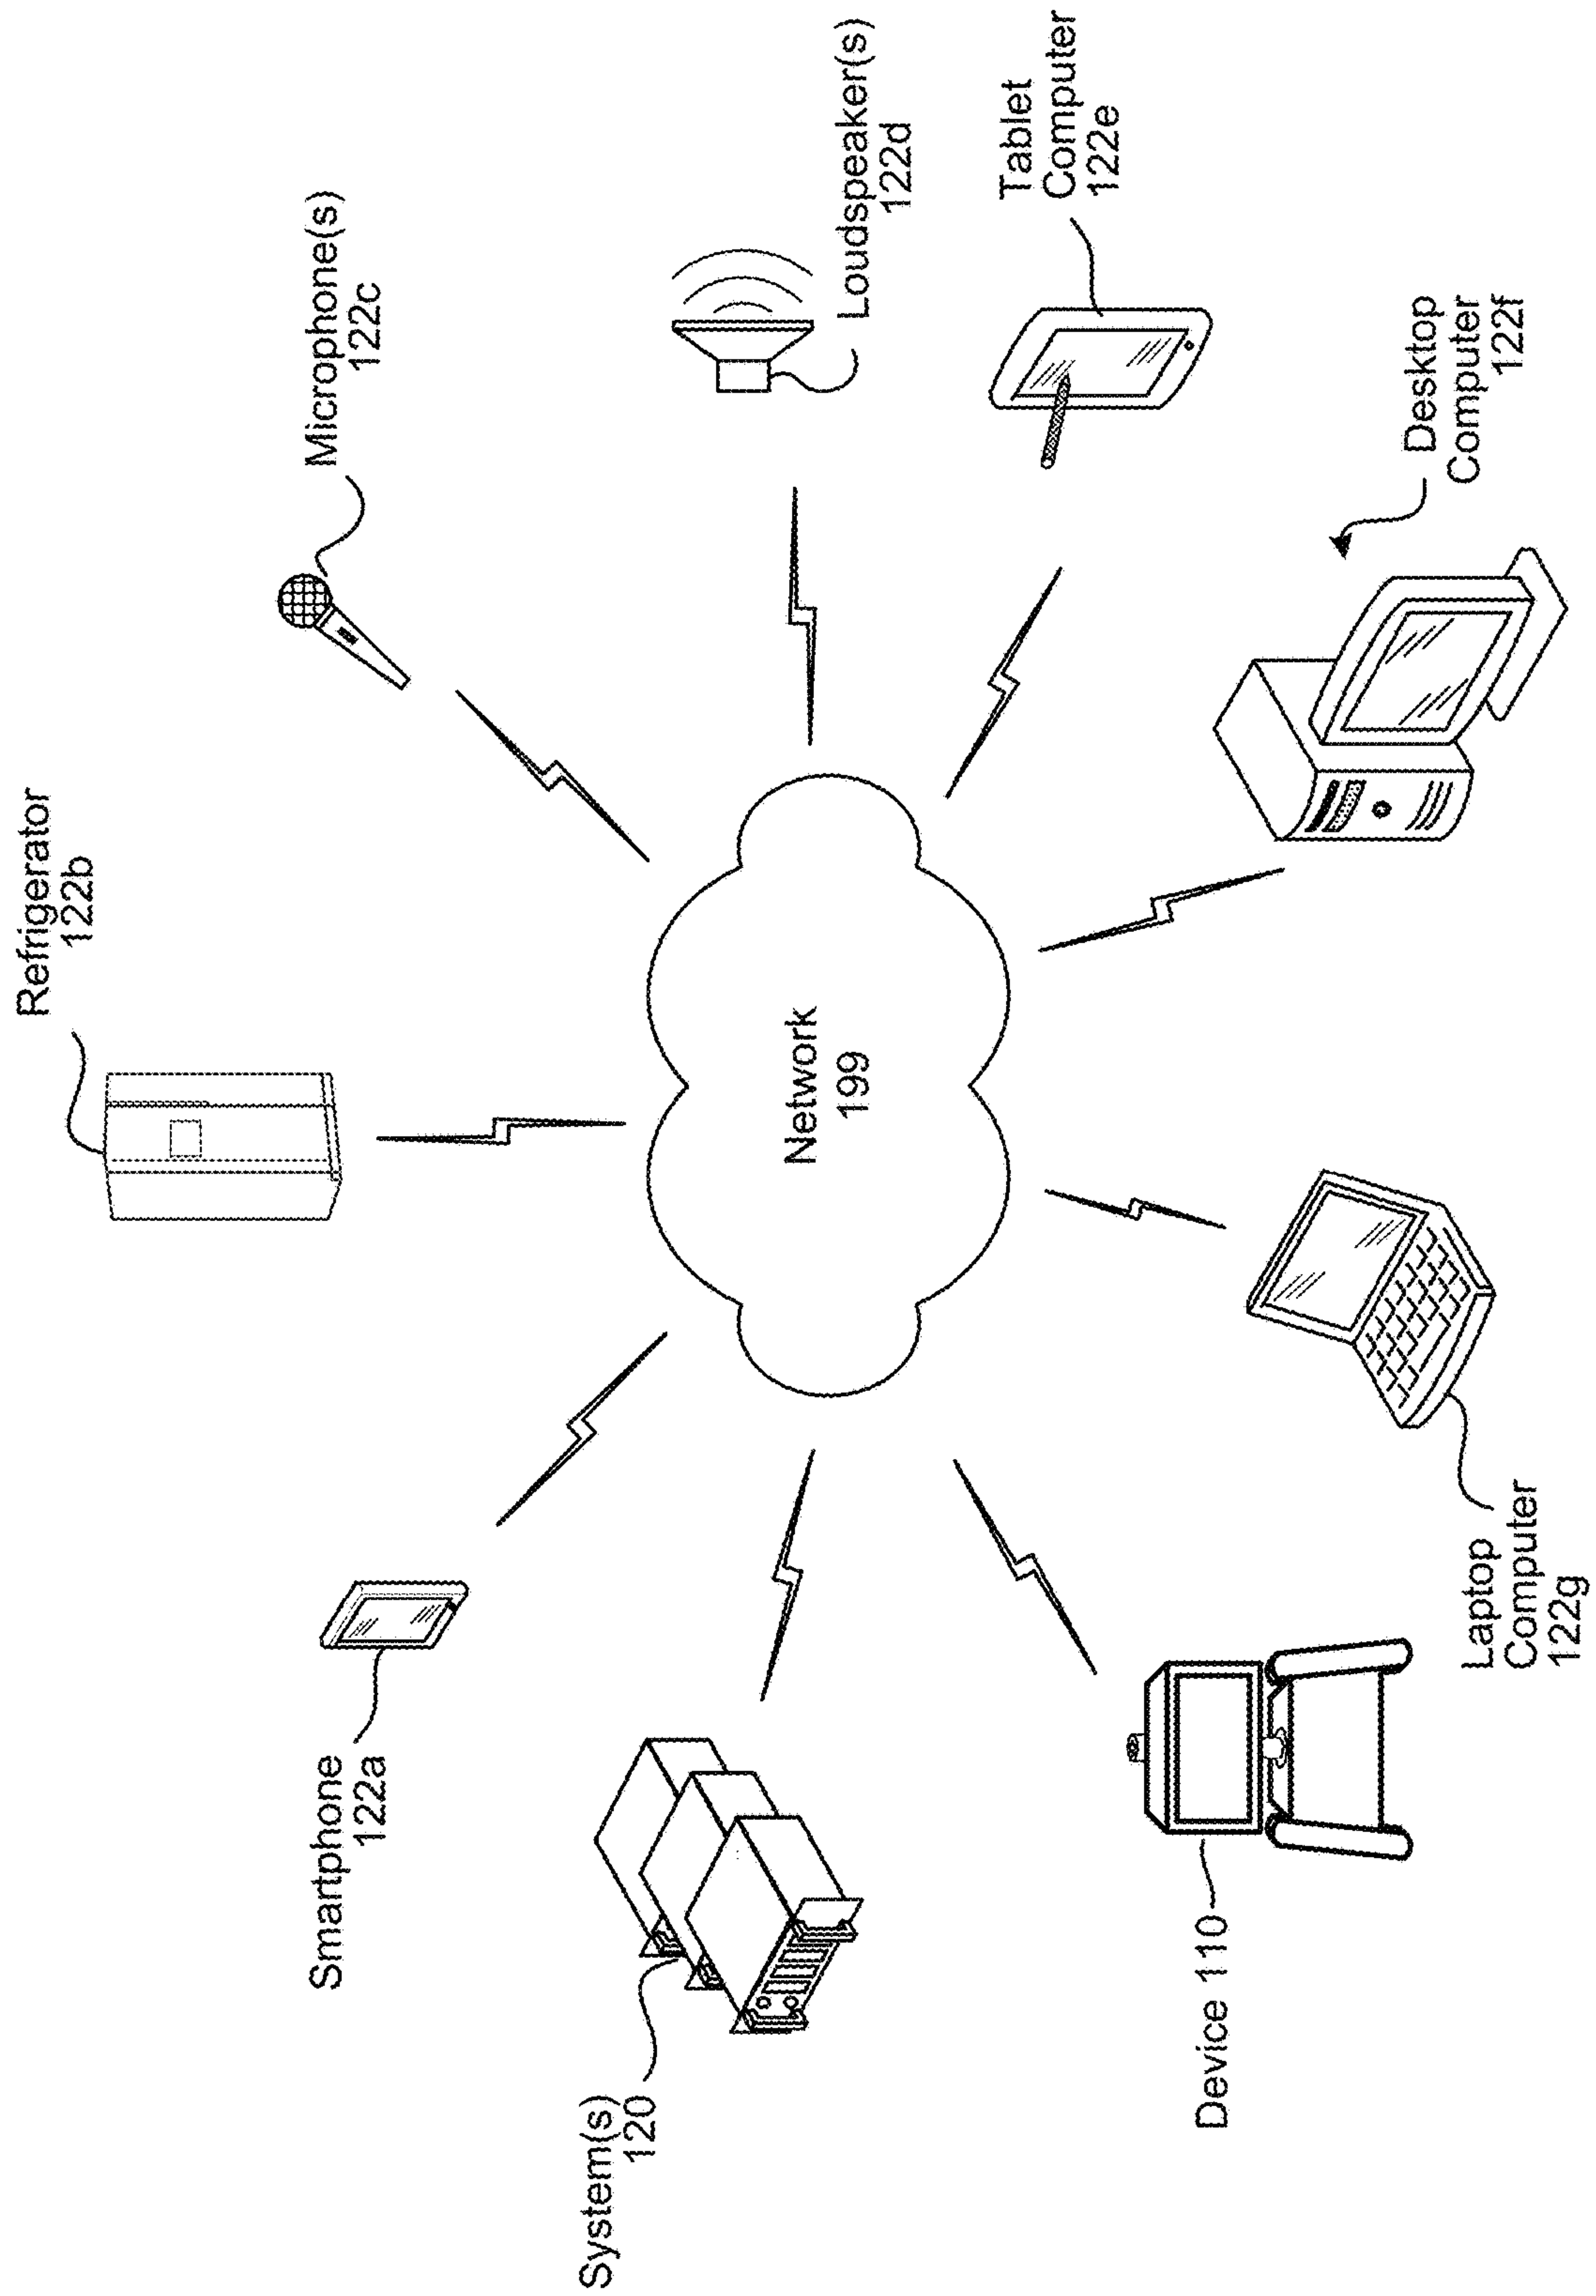 Refrigerator
122b
Smartphone
122a
Microphone(s)
122c
System(s)
120
Network
199
Loudspeaker(s)
122d
Tablet
Computer
122e
Device 110
Laptop
Computer
122g
Desktop
Computer
122f